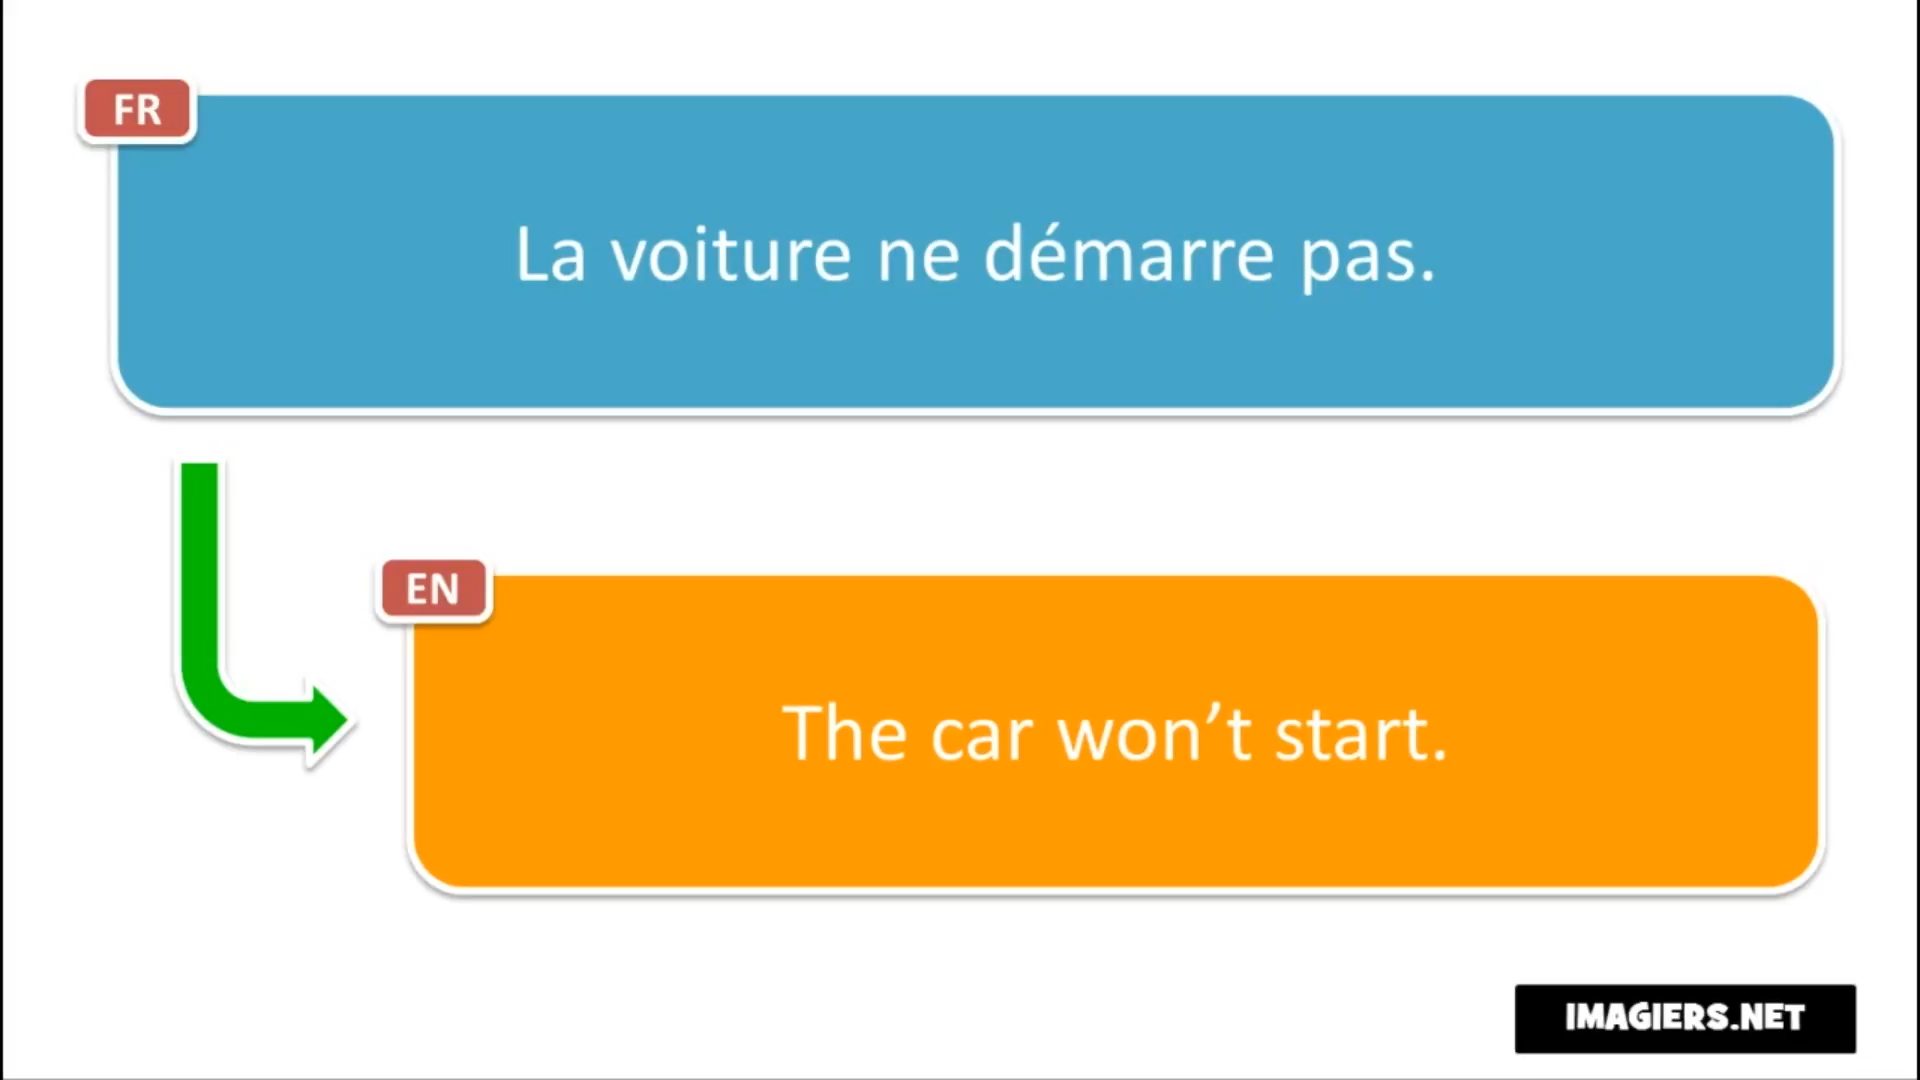 FR
La voiture ne démarre pas.
EN
The car won’t start.
IMAGIERS.NET